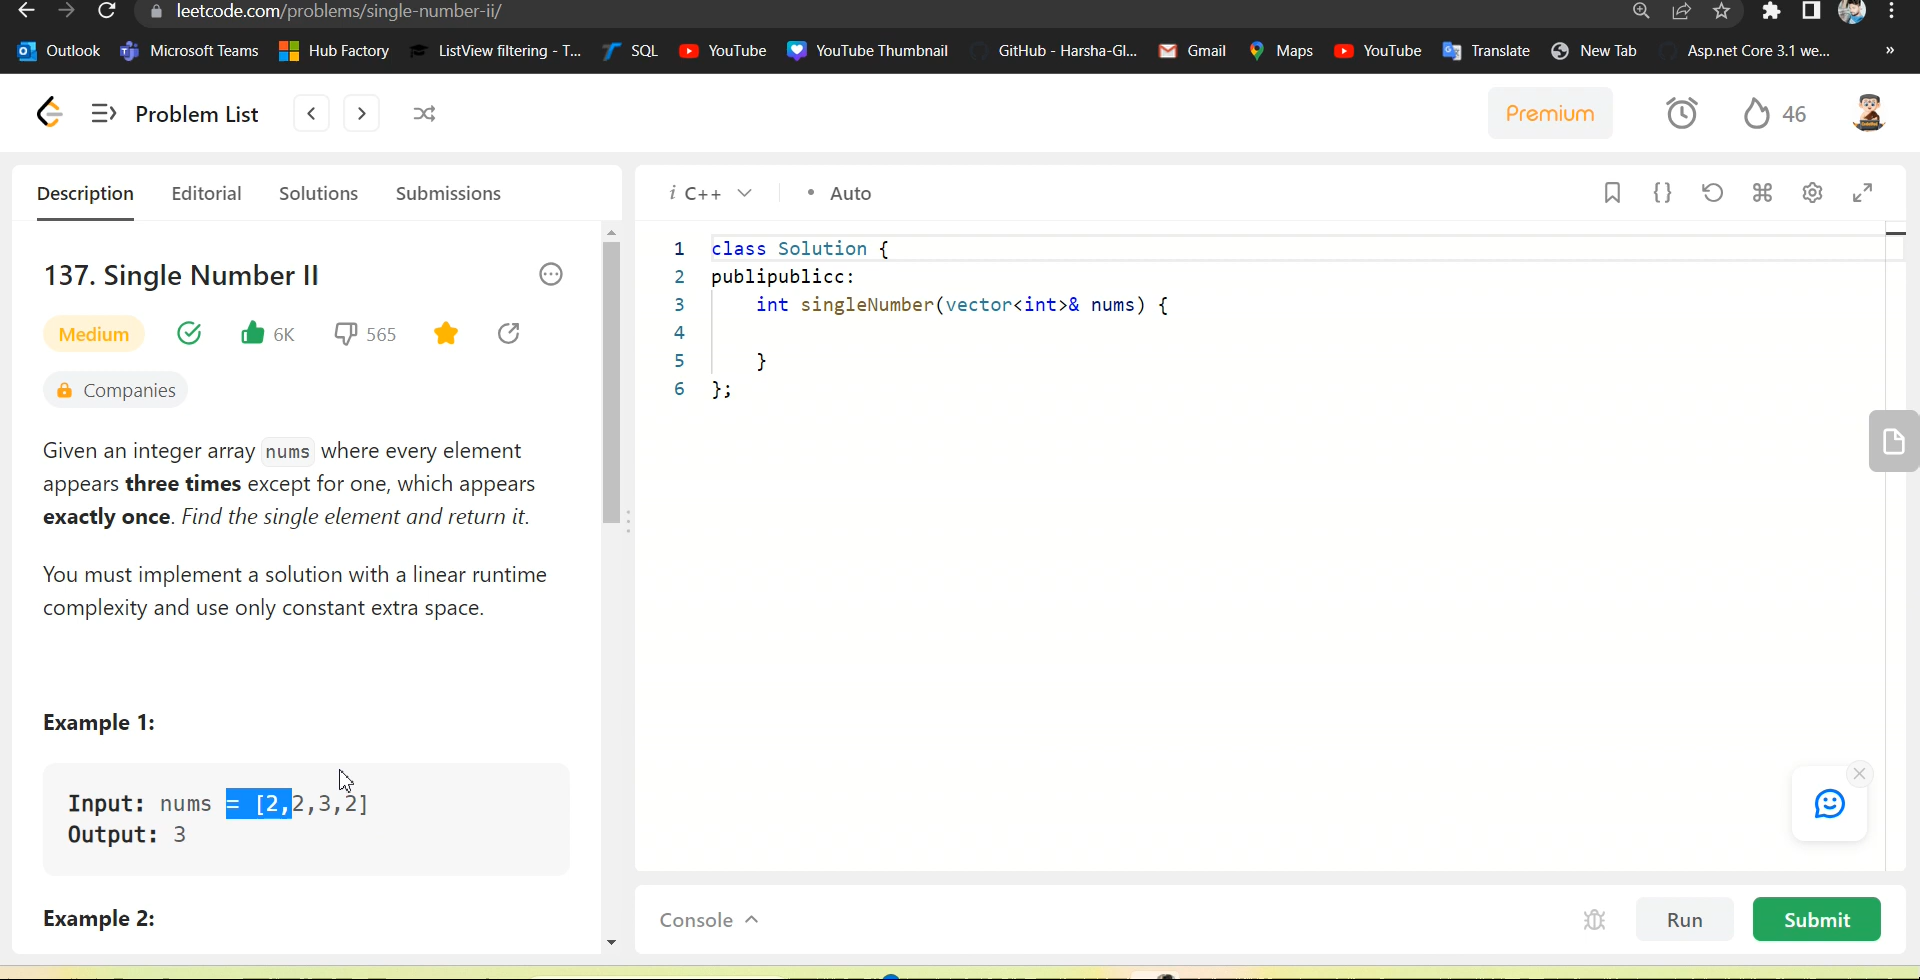 leetcode.com/problems/single-number-ii/
Outlook Microsoft Teams Hub Factory ListView filtering - T... SQL YouTube YouTube Thumbnail GitHub - Harsha-Gl... Gmail Maps YouTube Translate New Tab Asp.net Core 3.1 we... »
Problem List
Premium
46
Description Editorial Solutions Submissions
137. Single Number II
Medium 6K 565
Companies
Given an integer array nums where every element
appears three times except for one, which appears
exactly once. Find the single element and return it.
You must implement a solution with a linear runtime
complexity and use only constant extra space.
Example 1:
Input: nums = [2,2,3,2]
Output: 3
Example 2:
i C++ • Auto
1 class Solution {
2 publipublicc:
3 int singleNumber(vector<int>& nums) {
4
5 }
6 };
Console
Run
Submit